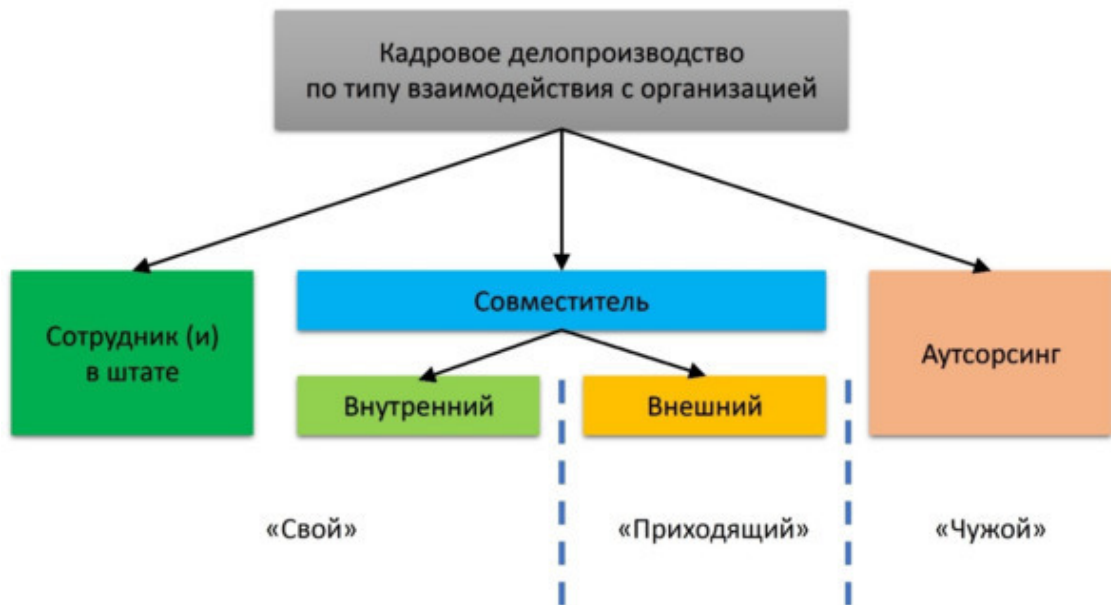 Кадровое делопроизводство
по типу взаимодействия с организацией
Сотрудник (и)
в штате
Совместитель
Внутренний
Внешний
Аутсорсинг
«Свой»
«Приходящий»
«Чужой»